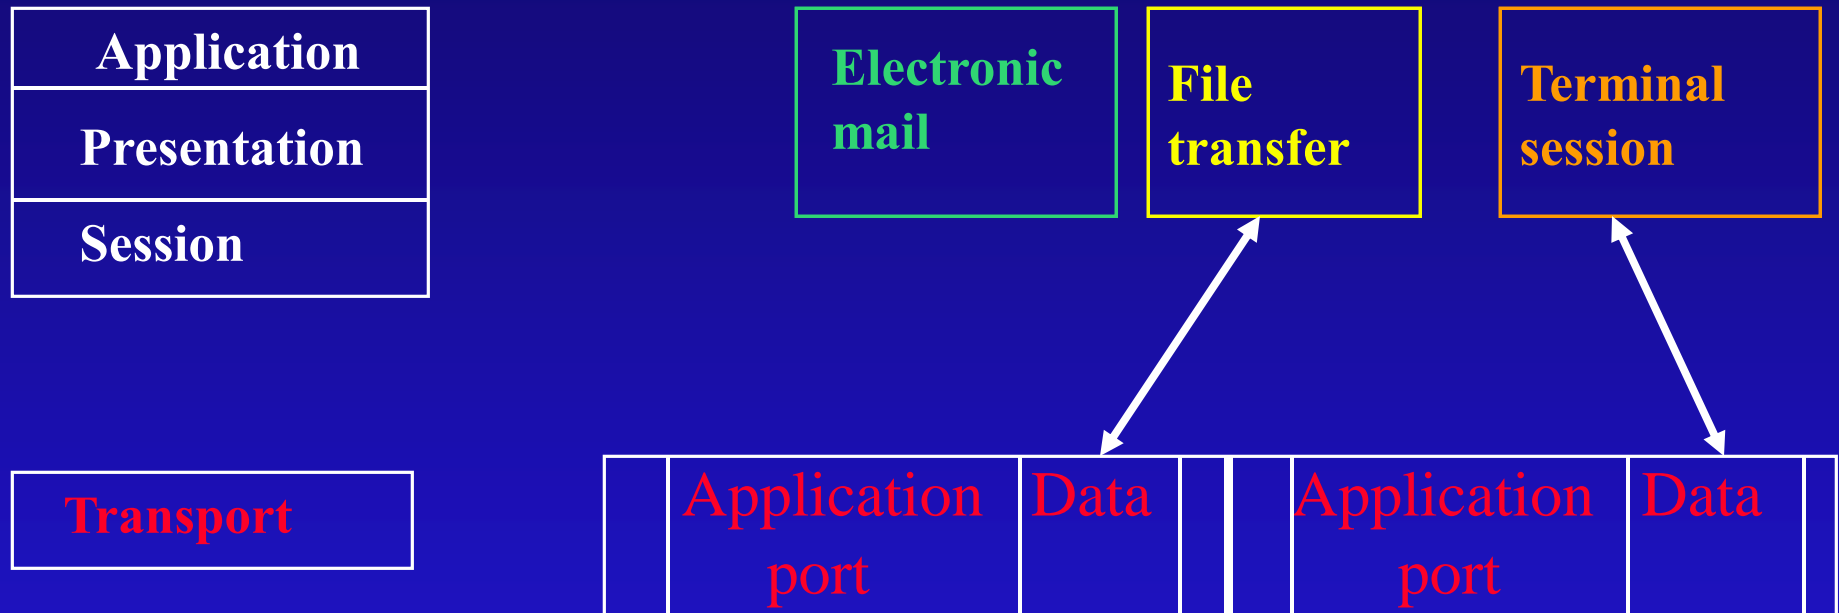 Application
Presentation
Session
Electronic
mail
File
transfer
Terminal
session
Transport
Application
port
Data
Application
port
Data